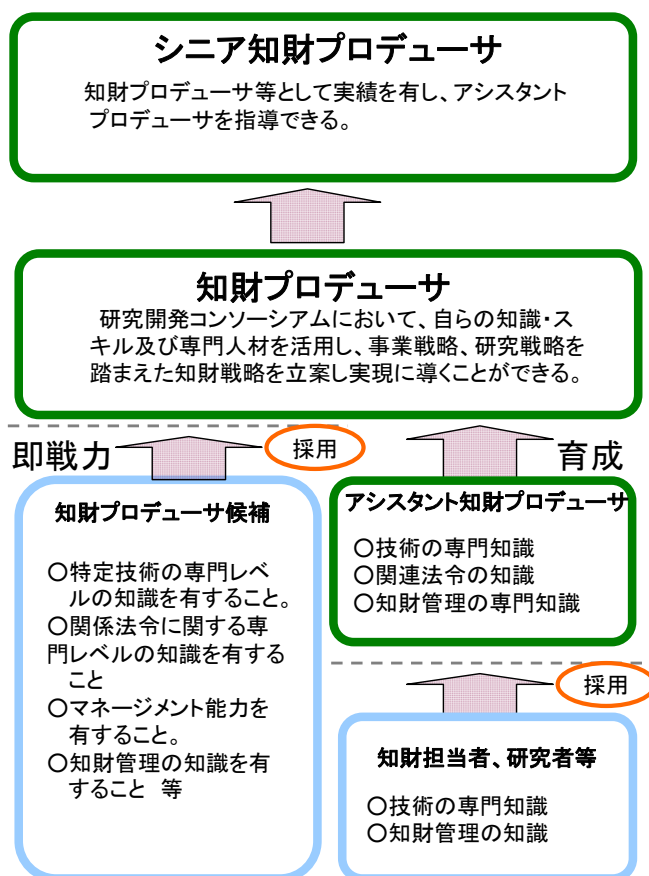 シニア知財プロデューサ
知財プロデューサ等として実績を有し、アシスタント
プロデューサを指導できる。
知財プロデューサ
研究開発コンソーシアムにおいて、自らの知識・ス
キル及び専門人材を活用し、事業戦略、研究戦略を
踏まえた知財戦略を立案し実現に導くことができる。
即戦力
採用
知財プロデューサ候補
○特定技術の専門レベ
ルの知識を有すること。
○関係法令に関する専
門レベルの知識を有する
こと
○マネージメント能力を
有すること。
○知財管理の知識を有
すること 等
育成
アシスタント知財プロデューサ
○技術の専門知識
○関連法令の知識
○知財管理の専門知識
採用
知財担当者、研究者等
○技術の専門知識
○知財管理の知識